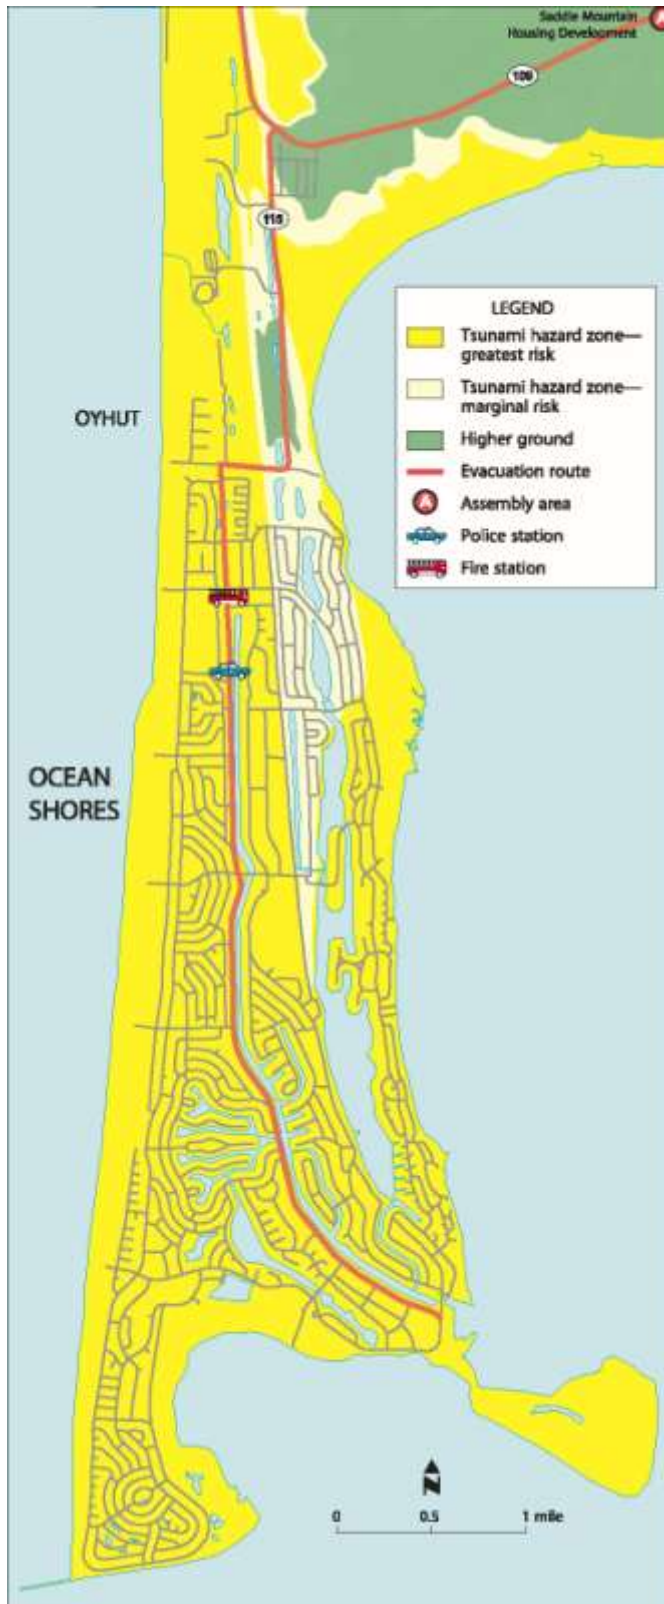 Saddle Mountain
Housing Development
109
115
LEGEND
Tsunami hazard zone—
greatest risk
Tsunami hazard zone—
marginal risk
Higher ground
Evacuation route
A
Assembly area
Police station
Fire station
OYHUT
OCEAN
SHORES
N
0 0.5 1 mile